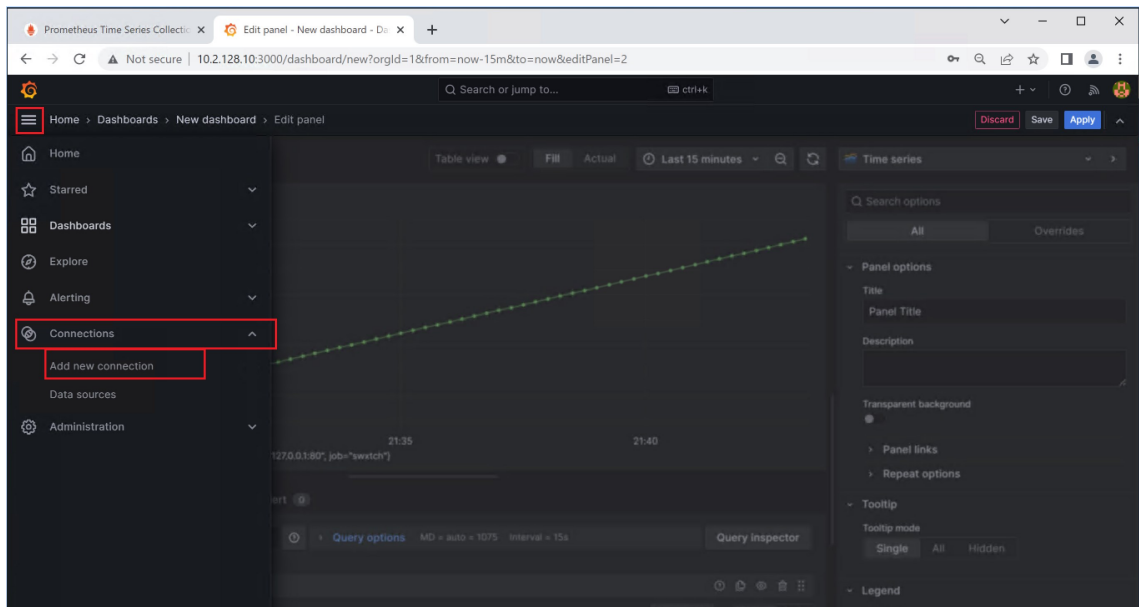 Prometheus Time Series Collectic
Edit panel - New dashboard - Da
Not secure | 10.2.128.10:3000/dashboard/new?orgId=1&from=now-15m&to=now&editPanel=2
Search or jump to...
ctrl+k
Home > Dashboards > New dashboard > Edit panel
Discard
Save
Apply
Home
Starred
Dashboards
Explore
Alerting
Connections
Add new connection
Data sources
Administration
Table view
Fill
Actual
Last 15 minutes
21:35
21:40
127.0.0.1:80", job="swxtch"}
ert 0
Query options
MD = auto = 1075
Interval = 15s
Query inspector
Time series
Search options
All
Overrides
Panel options
Title
Panel Title
Description
Transparent background
Panel links
Repeat options
Tooltip
Tooltip mode
Single
All
Hidden
Legend